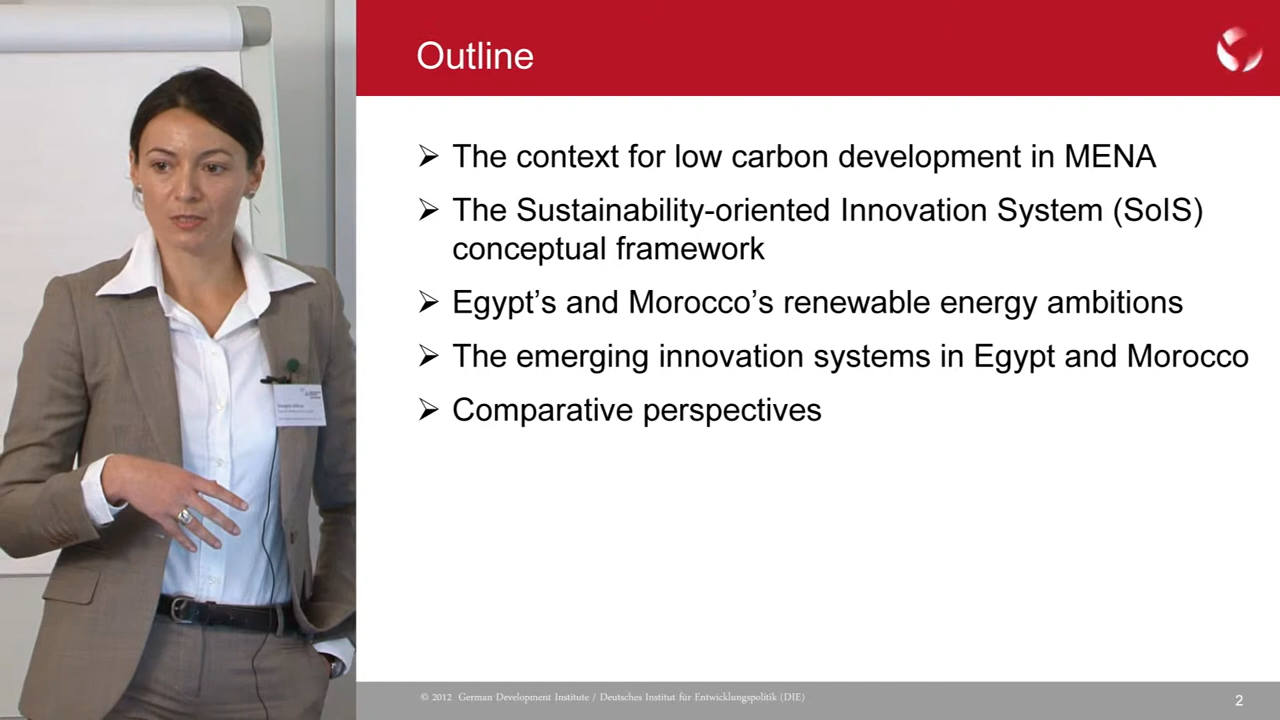 Outline
The context for low carbon development in MENA
The Sustainability-oriented Innovation System (SoIS)
conceptual framework
Egypt’s and Morocco’s renewable energy ambitions
The emerging innovation systems in Egypt and Morocco
Comparative perspectives
© 2012 German Development Institute / Deutsches Institut für Entwicklungspolitik (DIE)
2